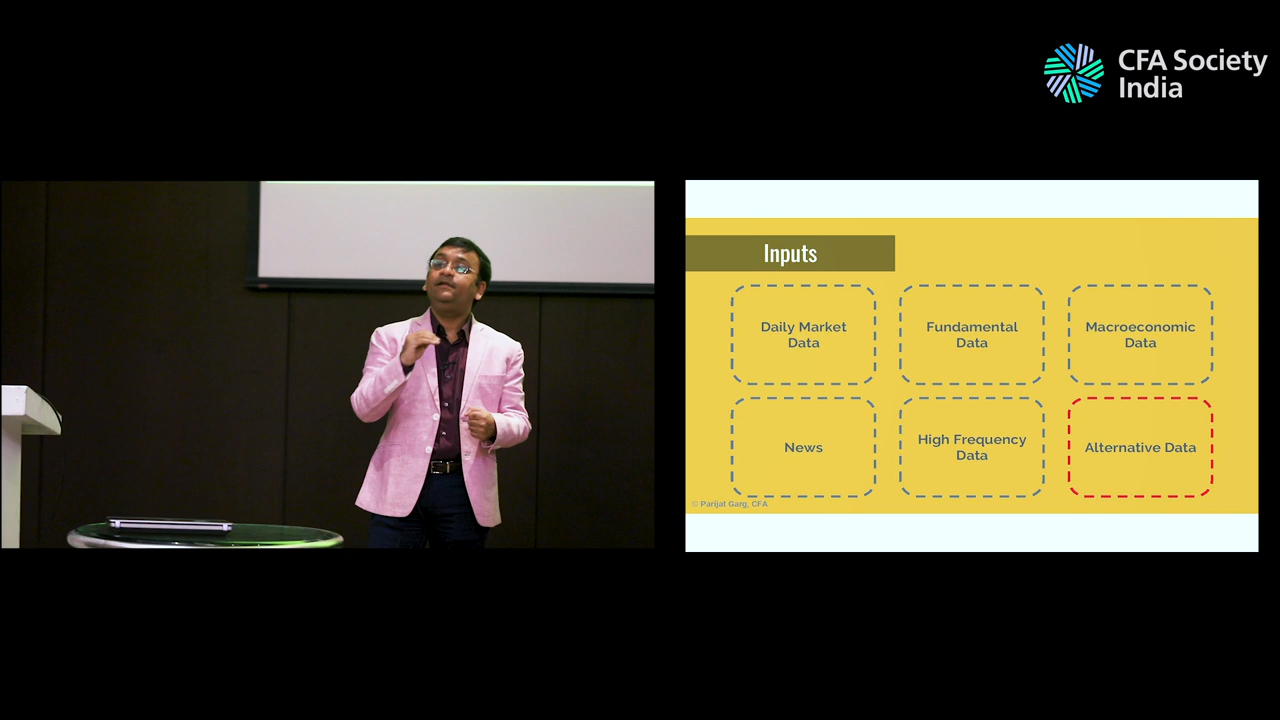 CFA Society
India
Inputs
Daily Market
Data
Fundamental
Data
Macroeconomic
Data
News
High Frequency
Data
Alternative Data
© Parijat Garg, CFA